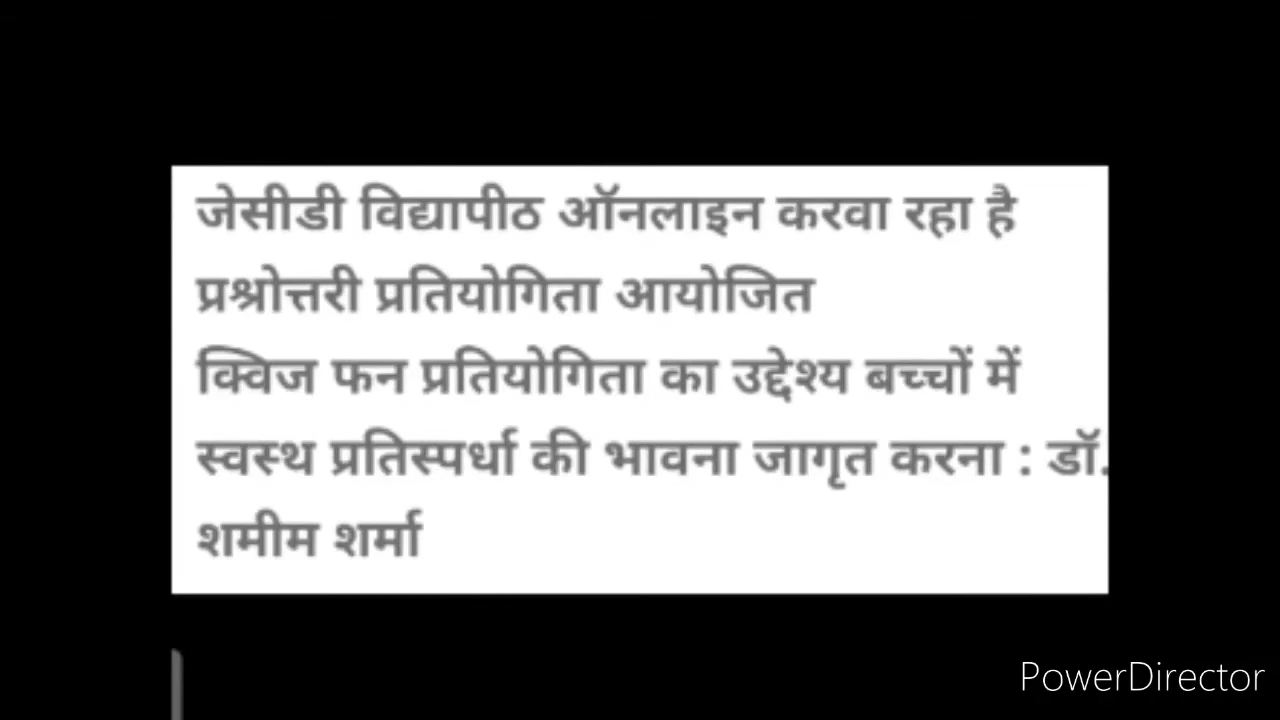 जेसीडी विद्यापीठ ऑनलाइन करवा रहा है
प्रश्रोत्तरी प्रतियोगिता आयोजित
क्विज फन प्रतियोगिता का उद्देश्य बच्चों में
स्वस्थ प्रतिस्पर्धा की भावना जागृत करना : डॉ.
शमीम शर्मा
PowerDirector